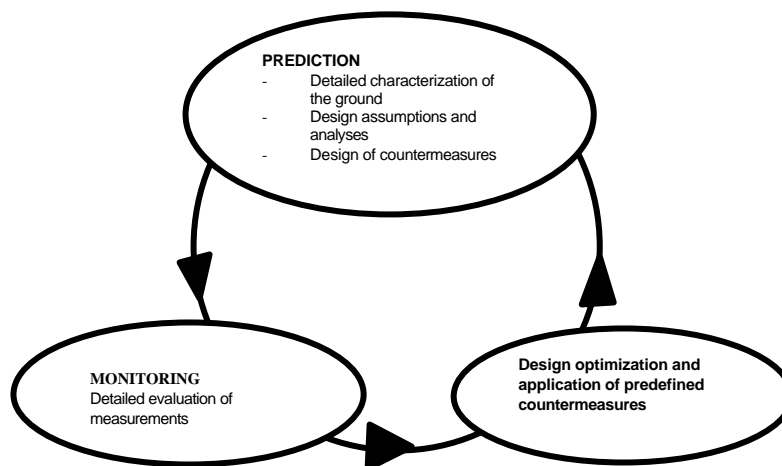 PREDICTION
- Detailed characterization of
the ground
- Design assumptions and
analyses
- Design of countermeasures
MONITORING
Detailed evaluation of
measurements
Design optimization and
application of predefined
countermeasures